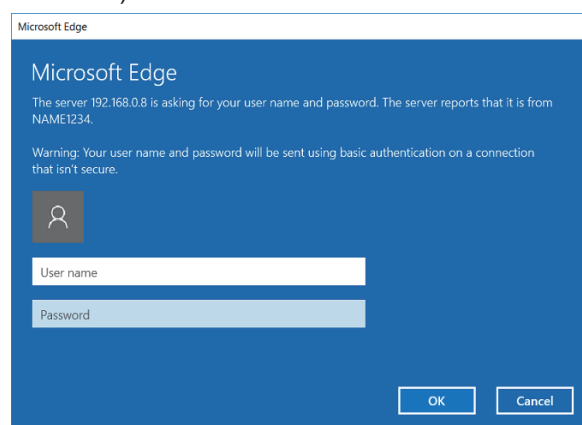 Microsoft Edge
Microsoft Edge
The server 192.168.0.8 is asking for your user name and password. The server reports that it is from
NAME1234.
Warning: Your user name and password will be sent using basic authentication on a connection
that isn't secure.
User name
Password
OK Cancel